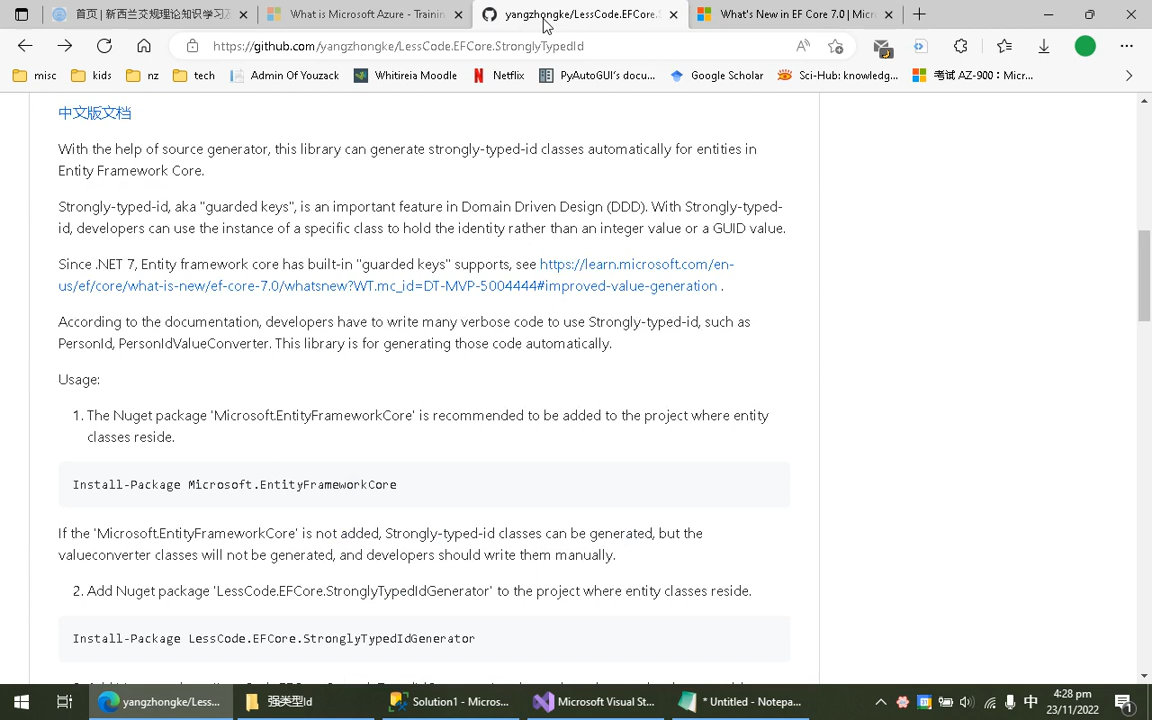 首页 | 新西兰交规理论知识学习及
What is Microsoft Azure - Trainin
yangzhongke/LessCode.EFCore.S
What's New in EF Core 7.0 | Micr
https://github.com/yangzhongke/LessCode.EFCore.StronglyTypedId
misc
kids
nz
tech
Admin Of Youzack
Whitireia Moodle
Netflix
PyAutoGUI's docu...
Google Scholar
Sci-Hub: knowledg...
考试 AZ-900：Micr...
中文版文档
With the help of source generator, this library can generate strongly-typed-id classes automatically for entities in
Entity Framework Core.
Strongly-typed-id, aka "guarded keys", is an important feature in Domain Driven Design (DDD). With Strongly-typed-
id, developers can use the instance of a specific class to hold the identity rather than an integer value or a GUID value.
Since .NET 7, Entity framework core has built-in "guarded keys" supports, see https://learn.microsoft.com/en-
us/ef/core/what-is-new/ef-core-7.0/whatsnew?WT.mc_id=DT-MVP-5004444#improved-value-generation .
According to the documentation, developers have to write many verbose code to use Strongly-typed-id, such as
PersonId, PersonIdValueConverter. This library is for generating those code automatically.
Usage:
1. The Nuget package 'Microsoft.EntityFrameworkCore' is recommended to be added to the project where entity
classes reside.
Install-Package Microsoft.EntityFrameworkCore
If the 'Microsoft.EntityFrameworkCore' is not added, Strongly-typed-id classes can be generated, but the
valueconverter classes will not be generated, and developers should write them manually.
2. Add Nuget package 'LessCode.EFCore.StronglyTypedIdGenerator' to the project where entity classes reside.
Install-Package LessCode.EFCore.StronglyTypedIdGenerator
yangzhongke/Less...
强类型Id
Solution1 - Micros...
Microsoft Visual St...
* Untitled - Notepa...
中
4:28 pm
23/11/2022